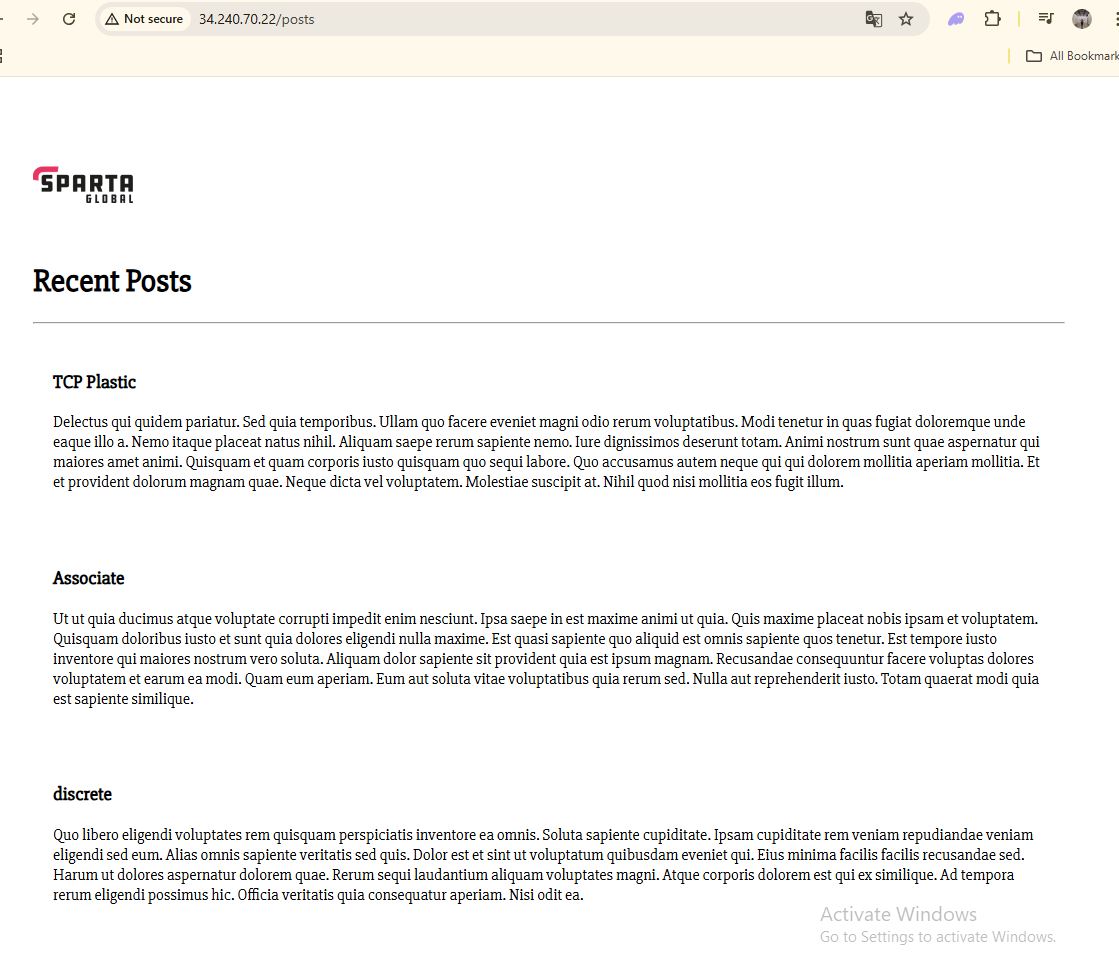 Not secure
34.240.70.22/posts
All Bookmark
SPARTA
GLOBAL
Recent Posts
TCP Plastic
Delectus qui quidem pariatur. Sed quia temporibus. Ullam quo facere eveniet magni odio rerum voluptatibus. Modi tenetur in quas fugiat doloremque unde
eaque illo a. Nemo itaque placeat natus nihil. Aliquam saepe rerum sapiente nemo. Iure dignissimos deserunt totam. Animi nostrum sunt quae aspernatur qui
maiores amet animi. Quisquam et quam corporis iusto quisquam quo sequi labore. Quo accusamus autem neque qui qui dolorem mollitia aperiam mollitia. Et
et provident dolorum magnam quae. Neque dicta vel voluptatem. Molestiae suscipit at. Nihil quod nisi mollitia eos fugit illum.
Associate
Ut ut quia ducimus atque voluptate corrupti impedit enim nesciunt. Ipsa saepe in est maxime animi ut quia. Quis maxime placeat nobis ipsam et voluptatem.
Quisquam doloribus iusto et sunt quia dolores eligendi nulla maxime. Est quasi sapiente quo aliquid est omnis sapiente quos tenetur. Est tempore iusto
inventore qui maiores nostrum vero soluta. Aliquam dolor sapiente sit provident quia est ipsum magnam. Recusandae consequuntur facere voluptas dolores
voluptatem et earum ea modi. Quam eum aperiam. Eum aut soluta vitae voluptatibus quia rerum sed. Nulla aut reprehenderit iusto. Totam quaerat modi quia
est sapiente similique.
discrete
Quo libero eligendi voluptates rem quisquam perspiciatis inventore ea omnis. Soluta sapiente cupiditate. Ipsam cupiditate rem veniam repudiandae veniam
eligendi sed eum. Alias omnis sapiente veritatis sed quis. Dolor est et sint ut voluptatum quibusdam eveniet qui. Eius minima facilis facilis recusandae sed.
Harum ut dolores aspernatur dolorem quae. Rerum sequi laudantium aliquam voluptates magni. Atque corporis dolorem est qui ex similique. Ad tempora
rerum eligendi possimus hic. Officia veritatis quia consequatur aperiam. Nisi odit ea.
Activate Windows
Go to Settings to activate Windows.